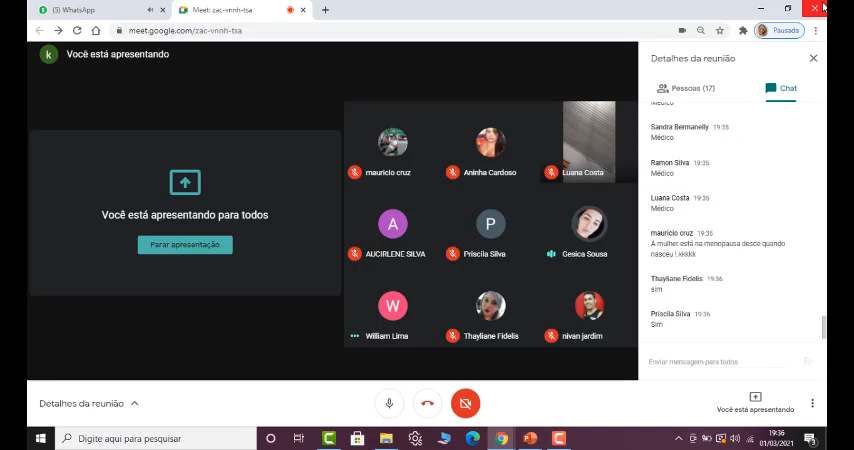 (5) WhatsApp
Meet: zac-vnnh-tsa
meet.google.com/zac-vnnh-tsa
Pausada
k
Você está apresentando
Você está apresentando para todos
Parar apresentação
mauricio cruz
Aninha Cardoso
Luana Costa
A
AUCIRLENE SILVA
P
Priscila Silva
Gesica Sousa
W
William Lima
Thayliane Fidelis
nivan jardim
Detalhes da reunião
Pessoas (17)
Chat
Médico
Sandra Bermanelly 19:35
Médico
Ramon Silva 19:35
Médico
Luana Costa 19:35
Médico
mauricio cruz 19:35
A mulher está na menopausa desde quando
nasceu !.kkkkk
Thayliane Fidelis 19:36
sim
Priscila Silva 19:36
Sim
Enviar mensagem para todos
Detalhes da reunião
Você está apresentando
Digite aqui para pesquisar
19:36
01/03/2021
3